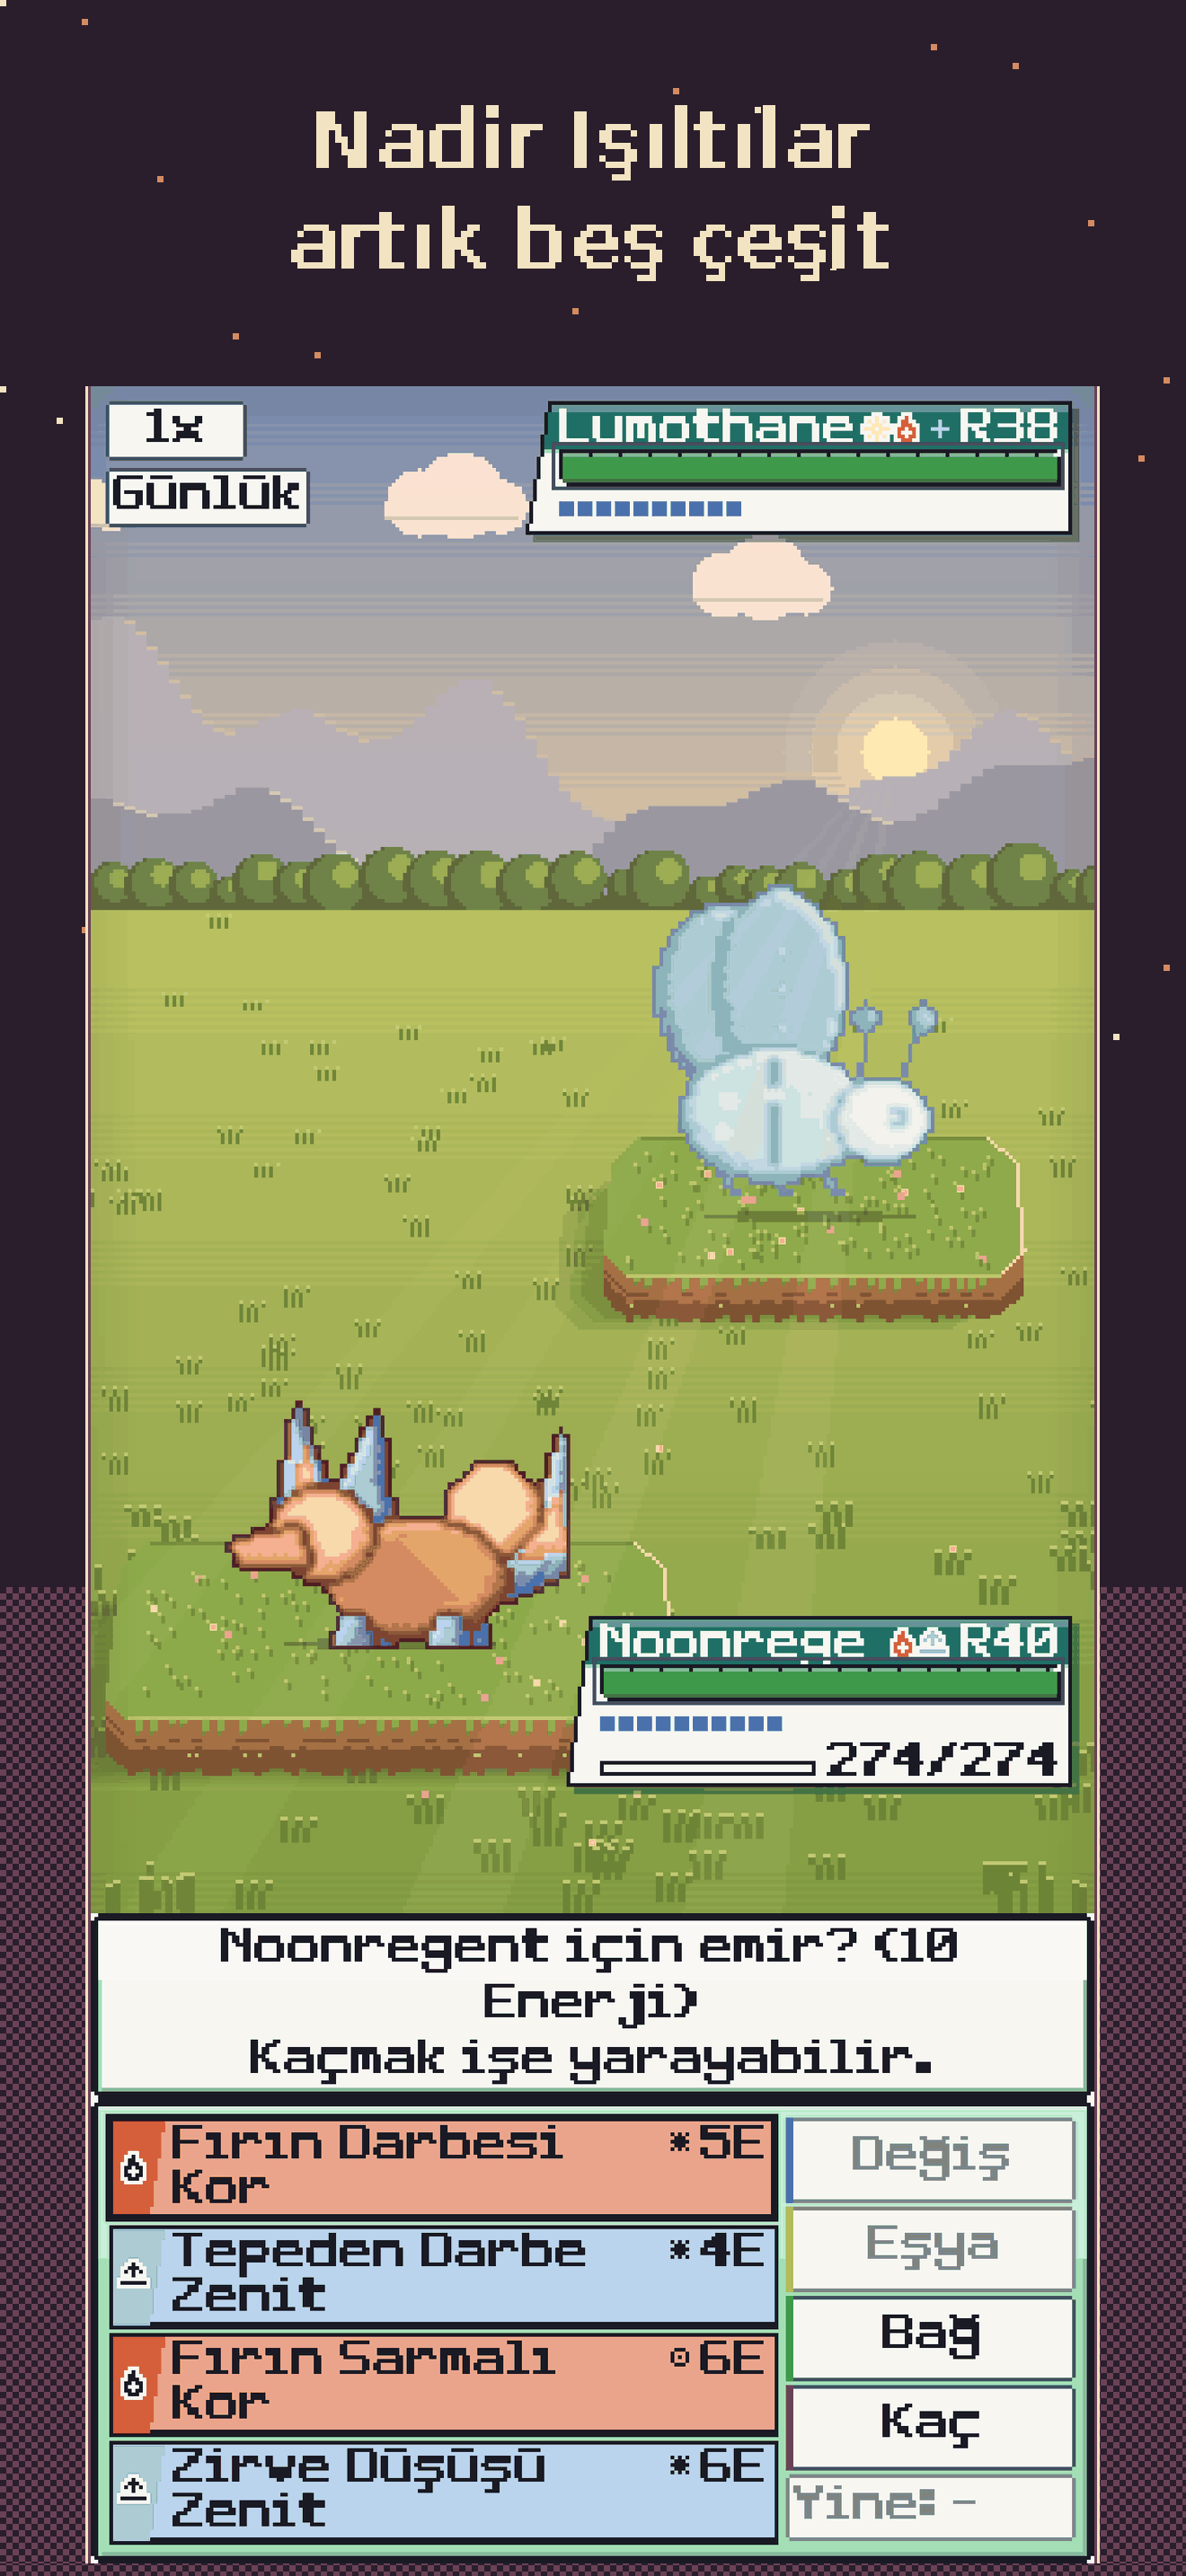 Nadir Işıltılar
artık beş çeşit
1x
Günlük
Lumothane + R38
Noonrege R40
274/274
Noonregent için emir? (10
Enerji)
Kaçmak işe yarayabilir.
Fırın Darbesi *5E
Kor
Tepeden Darbe *4E
Zenit
Fırın Sarmalı ⊙6E
Kor
Zirve Düşüşü *6E
Zenit
Değiş
Eşya
Bağ
Kaç
Yine: -